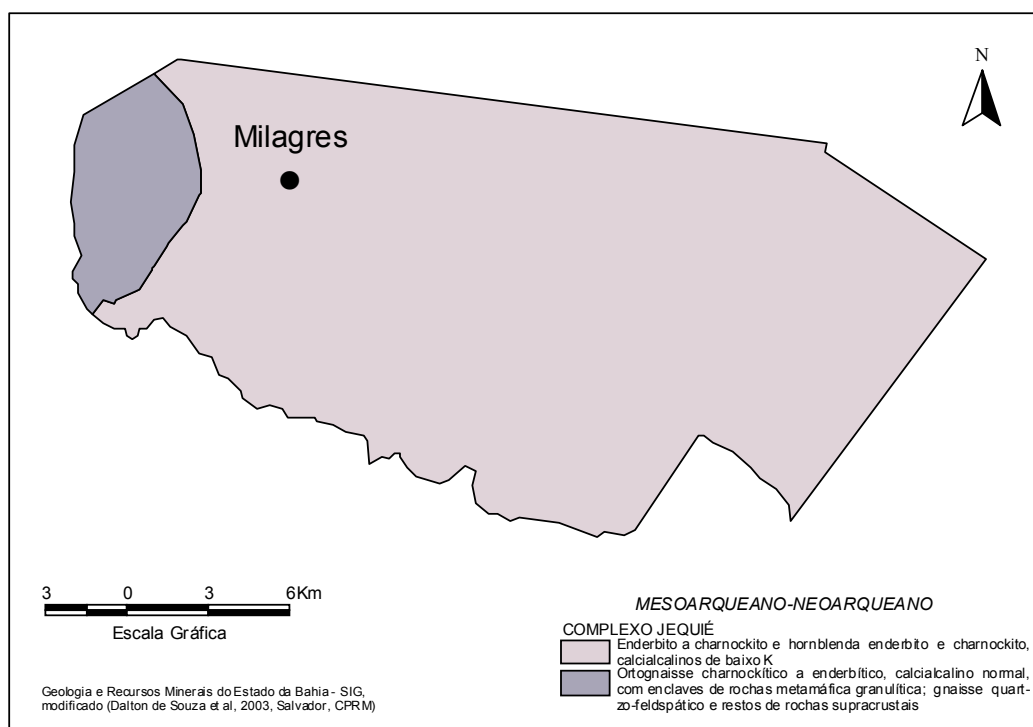 N
Milagres
3 0 3 6Km
Escala Gráfica
Geologia e Recursos Minerais do Estado da Bahia - SIG,
modificado (Dalton de Souza et al, 2003, Salvador, CPRM)
MESOARQUEANO-NEOARQUEANO
COMPLEXO JEQUIÉ
Enderbito a charnockito e hornblenda enderbito e charnockito,
calcialcalinos de baixo K
Ortognaisse charnockítico a enderbítico, calcialcalino normal,
com enclaves de rochas metamáfica granulítica; gnaisse quart-
zo-feldspático e restos de rochas supracrustais